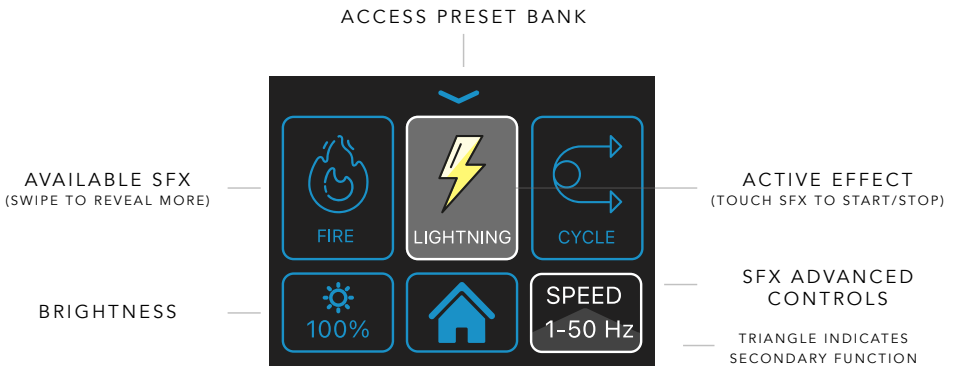 ACCESS PRESET BANK
AVAILABLE SFX
(SWIPE TO REVEAL MORE)
FIRE
LIGHTNING
CYCLE
ACTIVE EFFECT
(TOUCH SFX TO START/STOP)
BRIGHTNESS
100%
SPEED
1-50 Hz
SFX ADVANCED
CONTROLS
TRIANGLE INDICATES
SECONDARY FUNCTION